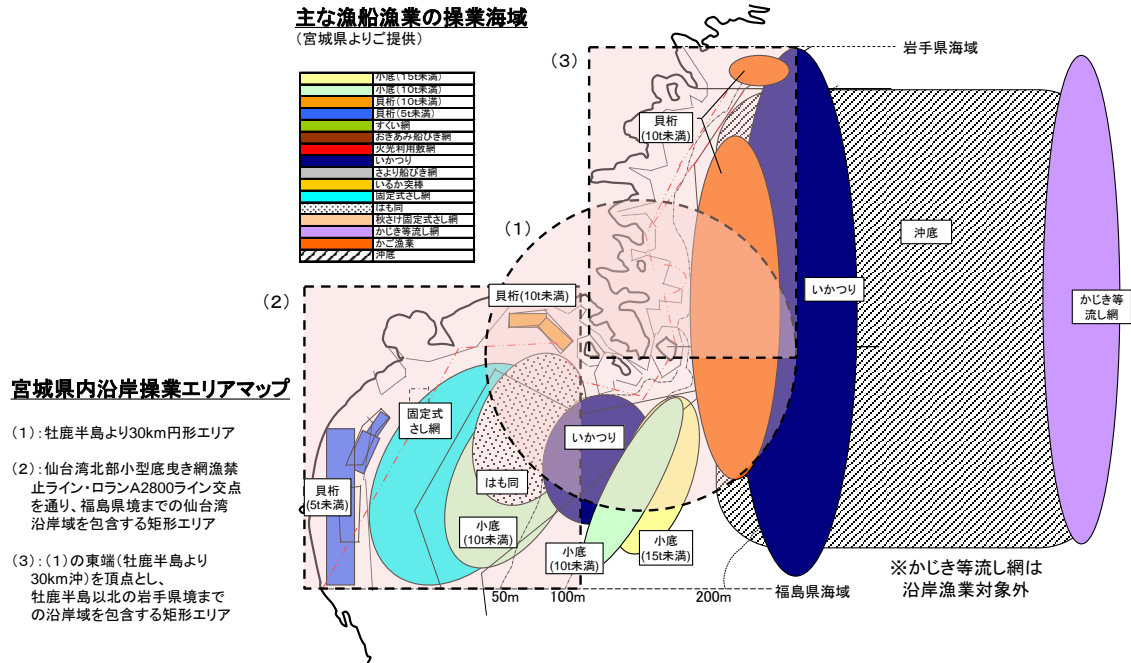 主な漁船漁業の操業海域
(宮城県よりご提供)
小底(15t未満)
小底(10t未満)
貝桁(10t未満)
貝桁(5t未満)
すくい網
おきあみ船びき網
火光利用敷網
いかつり
さより船びき網
いるか突棒
固定式さし網
はも同
秋さけ固定式さし網
かじき等流し網
かご漁業
沖底
(3)
岩手県海域
貝桁
(10t未満)
(1)
沖底
(2)
貝桁(10t未満)
いかつり
かじき等
流し網
宮城県内沿岸操業エリアマップ
(1):牡鹿半島より30km円形エリア
(2):仙台湾北部小型底曳き網漁禁
止ライン・ロランA2800ライン交点
を通り、福島県境までの仙台湾
沿岸域を包含する矩形エリア
(3):(1)の東端(牡鹿半島より
30km沖)を頂点とし、
牡鹿半島以北の岩手県境まで
の沿岸域を包含する矩形エリア
固定式
さし網
いかつり
はも同
貝桁
(5t未満)
小底
(10t未満)
小底
(10t未満)
小底
(15t未満)
50m
100m
200m
福島県海域
※かじき等流し網は
沿岸漁業対象外